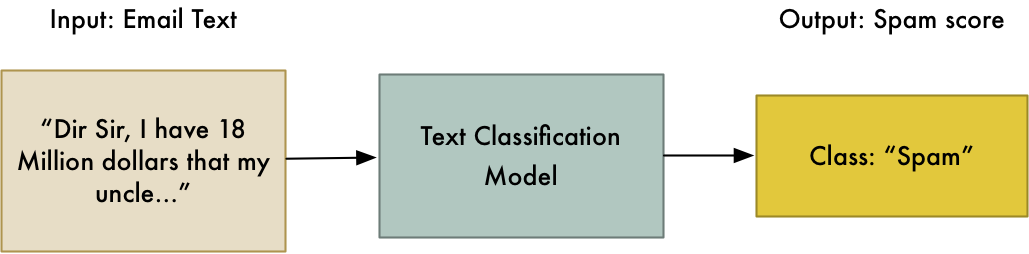 Input: Email Text
Output: Spam score
“Dir Sir, I have 18
Million dollars that my
uncle...”
Text Classification
Model
Class: “Spam”